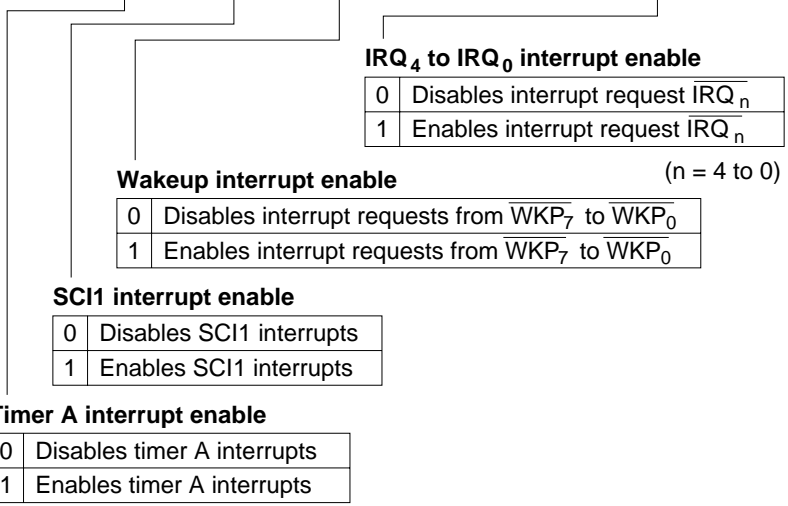 IRQ4 to IRQ0 interrupt enable
0 Disables interrupt request IRQn
1 Enables interrupt request IRQn
(n = 4 to 0)
Wakeup interrupt enable
0 Disables interrupt requests from WKP7 to WKP0
1 Enables interrupt requests from WKP7 to WKP0
SCI1 interrupt enable
0 Disables SCI1 interrupts
1 Enables SCI1 interrupts
Timer A interrupt enable
0 Disables timer A interrupts
1 Enables timer A interrupts